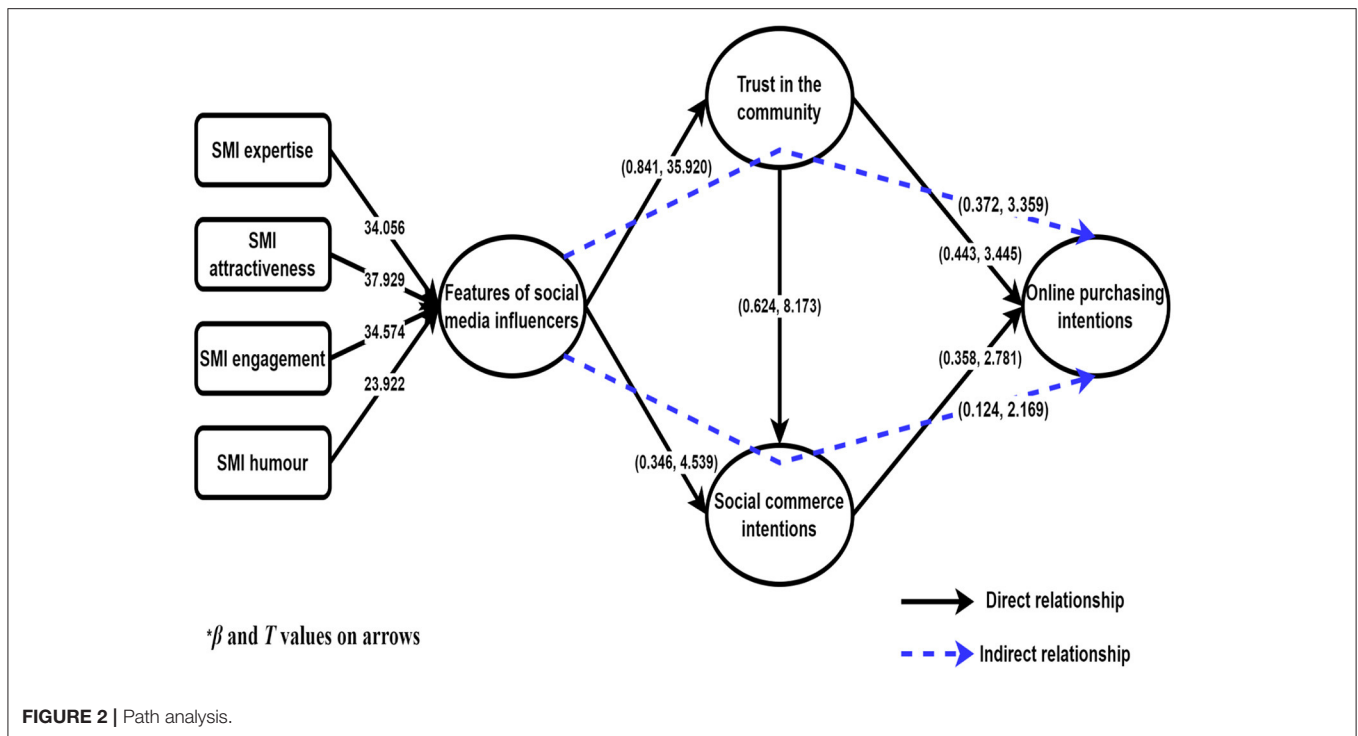 Trust in the
community
SMI expertise
(0.841, 35.920)
34.056
(0.372, 3.359)
SMI
attractiveness
37.929
(0.443, 3.445)
Features of social
media influencers
(0.624, 8.173)
Online purchasing
intentions
34.574
SMI engagement
(0.358, 2.781)
23.922
(0.124, 2.169)
SMI humour
(0.346, 4.539)
Social commerce
intentions
Direct relationship
*β and T values on arrows
Indirect relationship
FIGURE 2 | Path analysis.